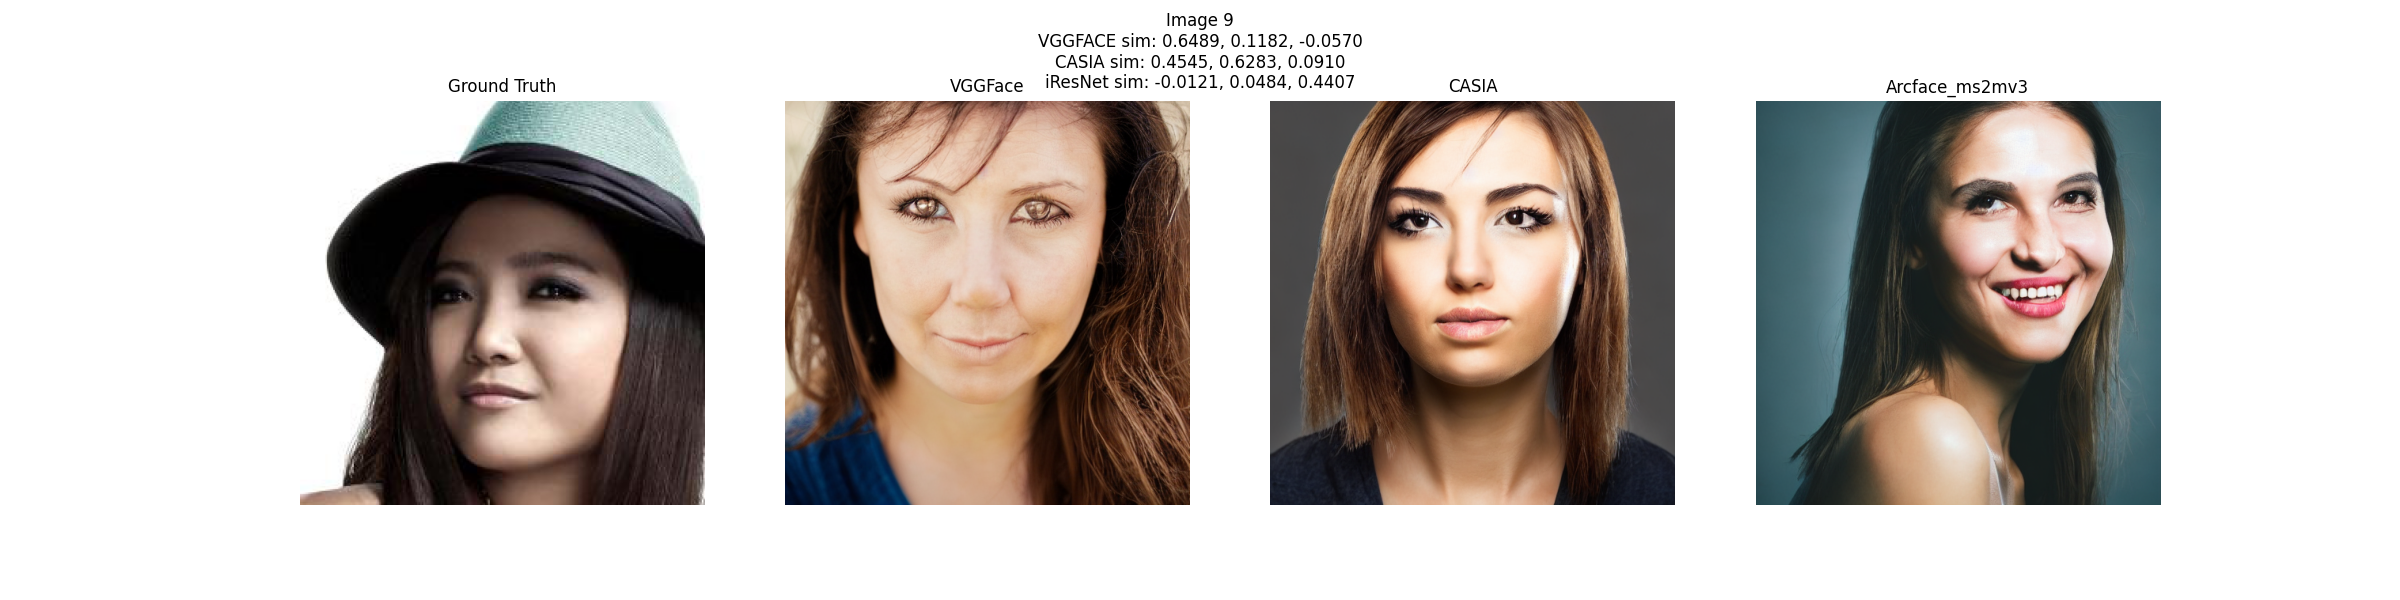 Image 9
VGGFACE sim: 0.6489, 0.1182, -0.0570
CASIA sim: 0.4545, 0.6283, 0.0910
iResNet sim: -0.0121, 0.0484, 0.4407
Ground Truth
VGGFace
CASIA
Arcface_ms2mv3